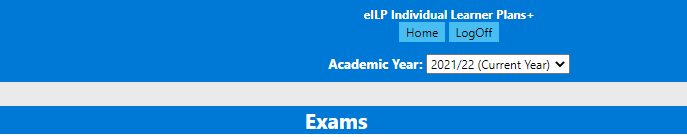 eILP Individual Learner Plans+
Home LogOff
Academic Year: 2021/22 (Current Year)
Exams